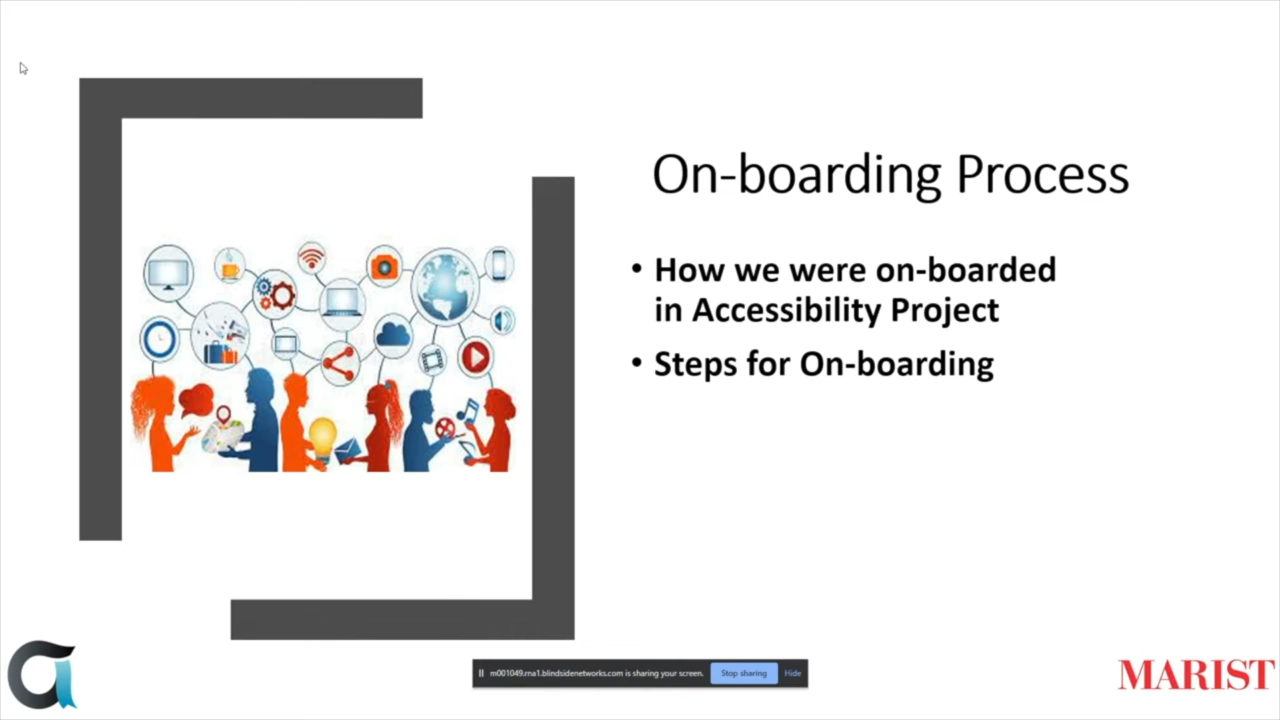 On-boarding Process
• How we were on-boarded
in Accessibility Project
• Steps for On-boarding
m001049.rna1.blindsidenetworks.com is sharing your screen. Stop sharing Hide
MARIST